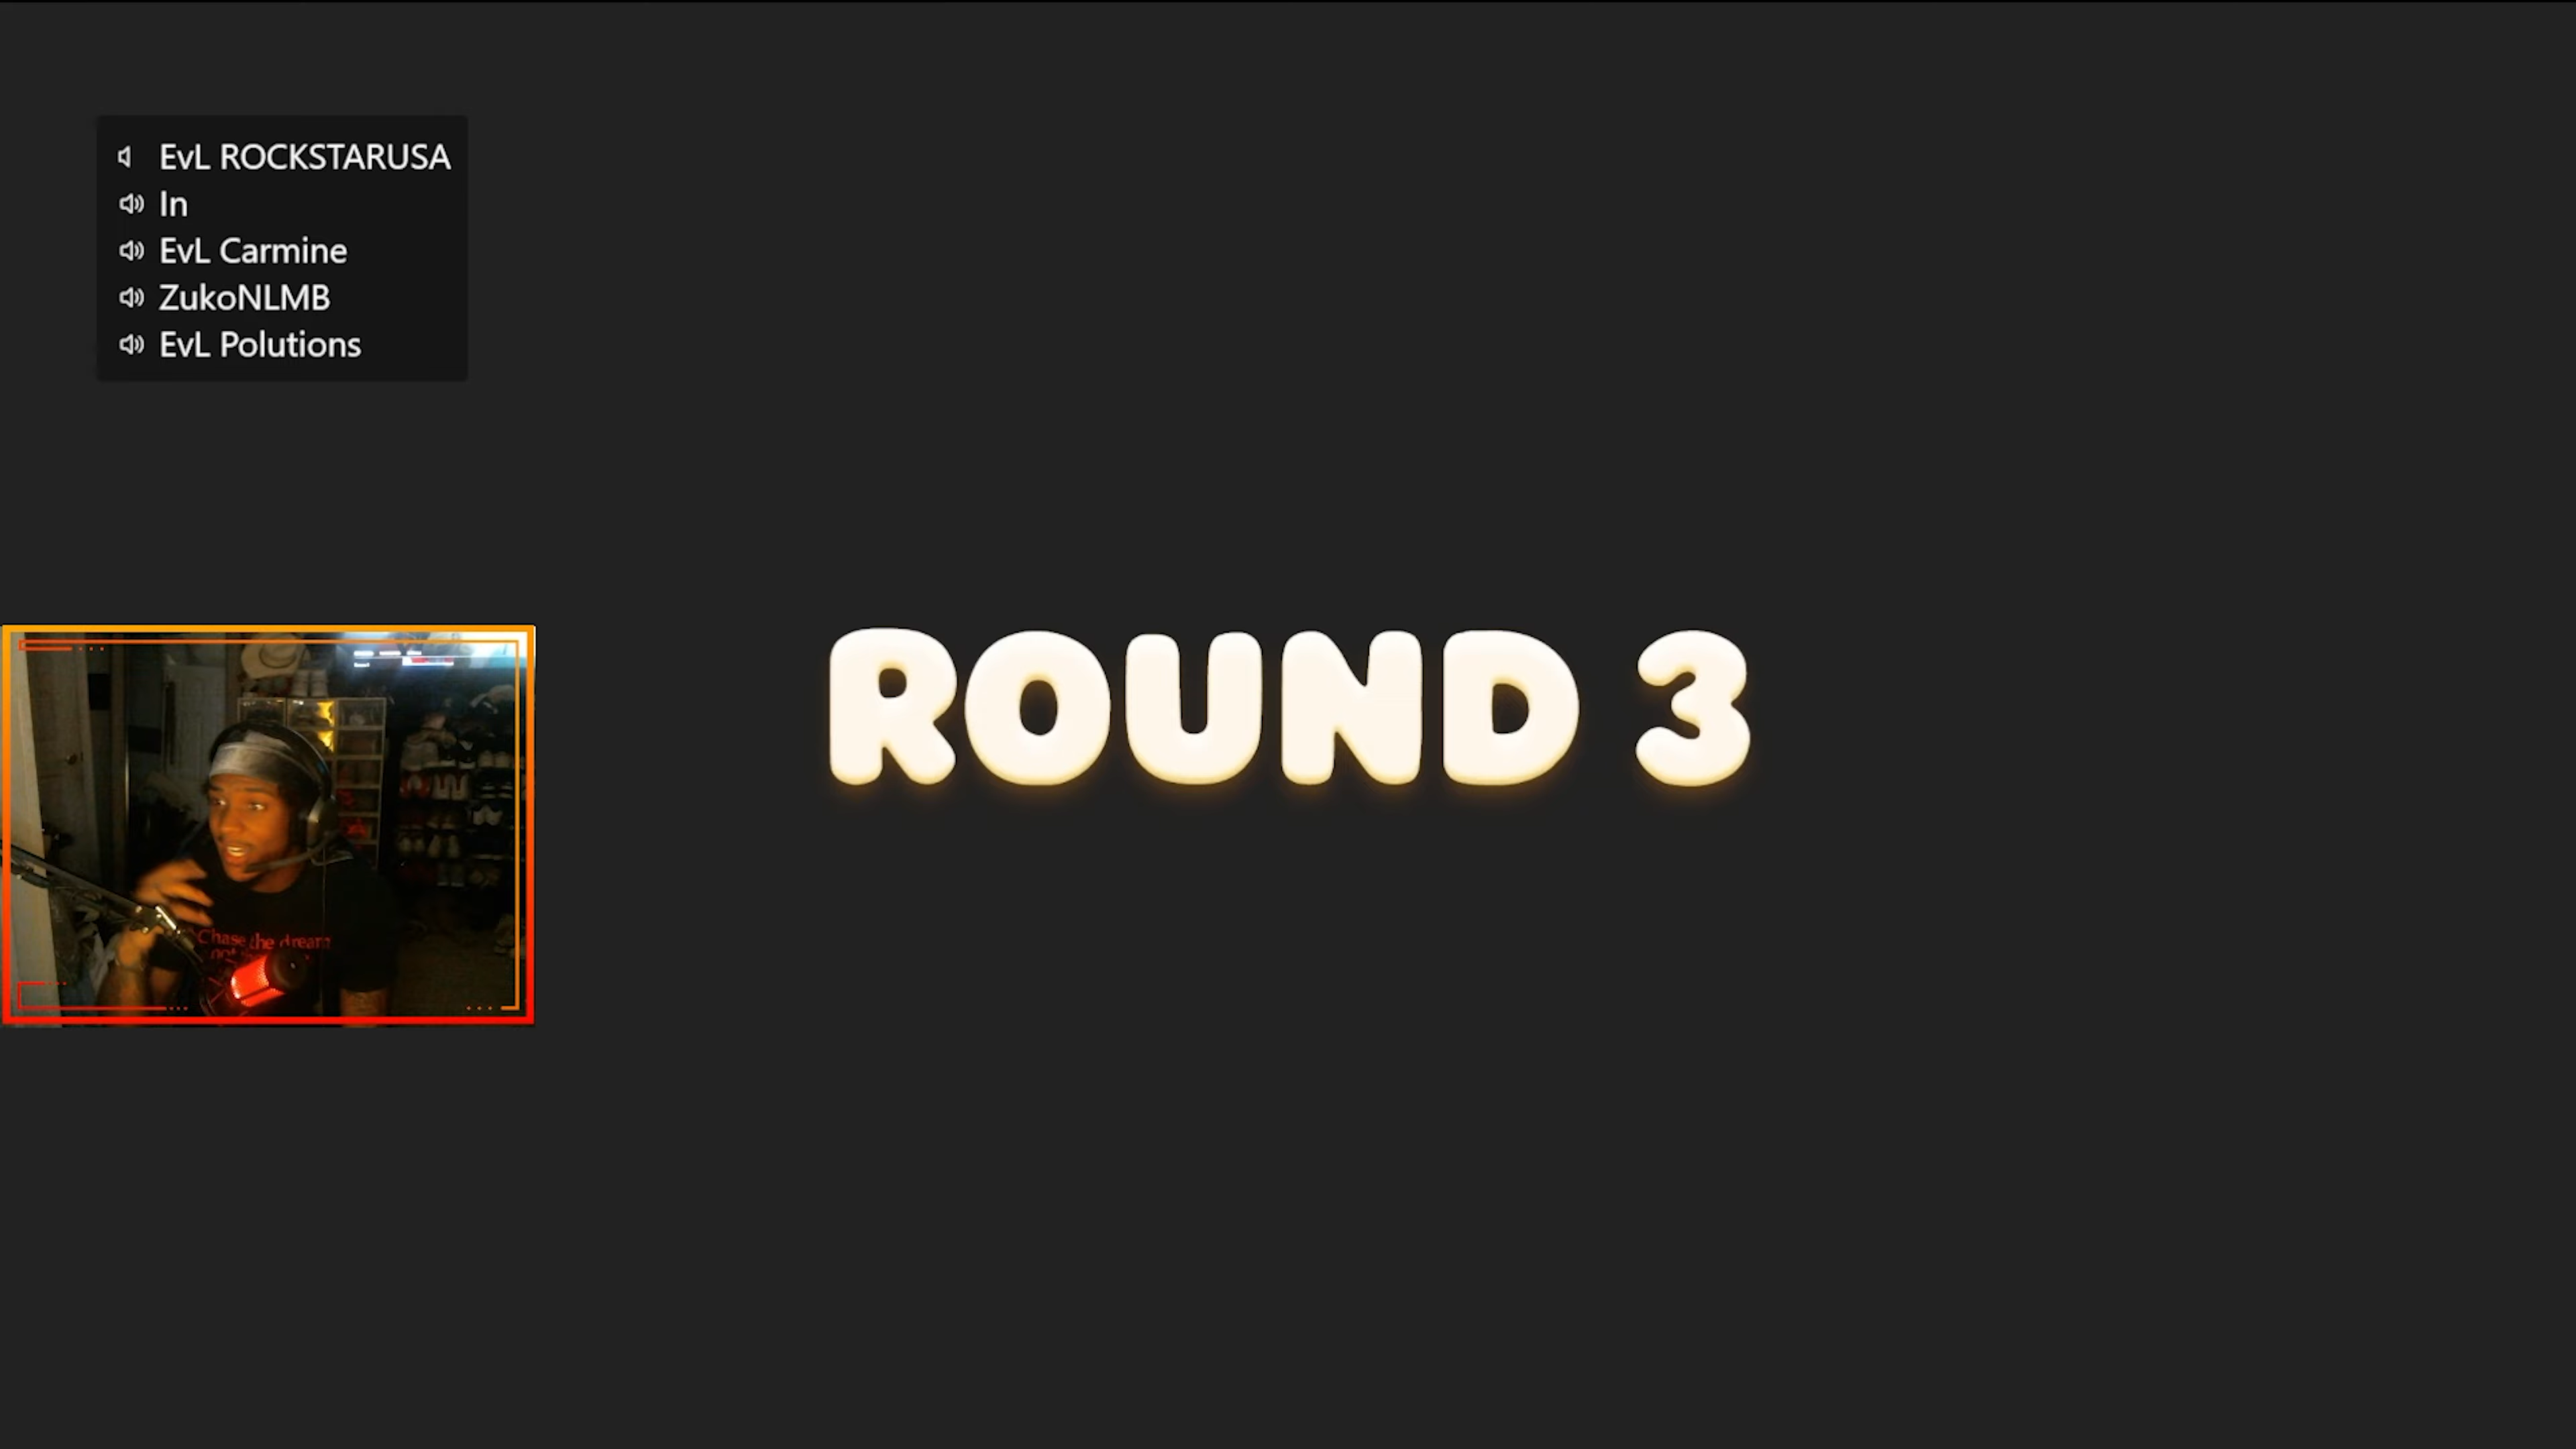 EvL ROCKSTARUSA
In
EvL Carmine
ZukoNLMB
EvL Polutions
ROUND 3
Chase the dream